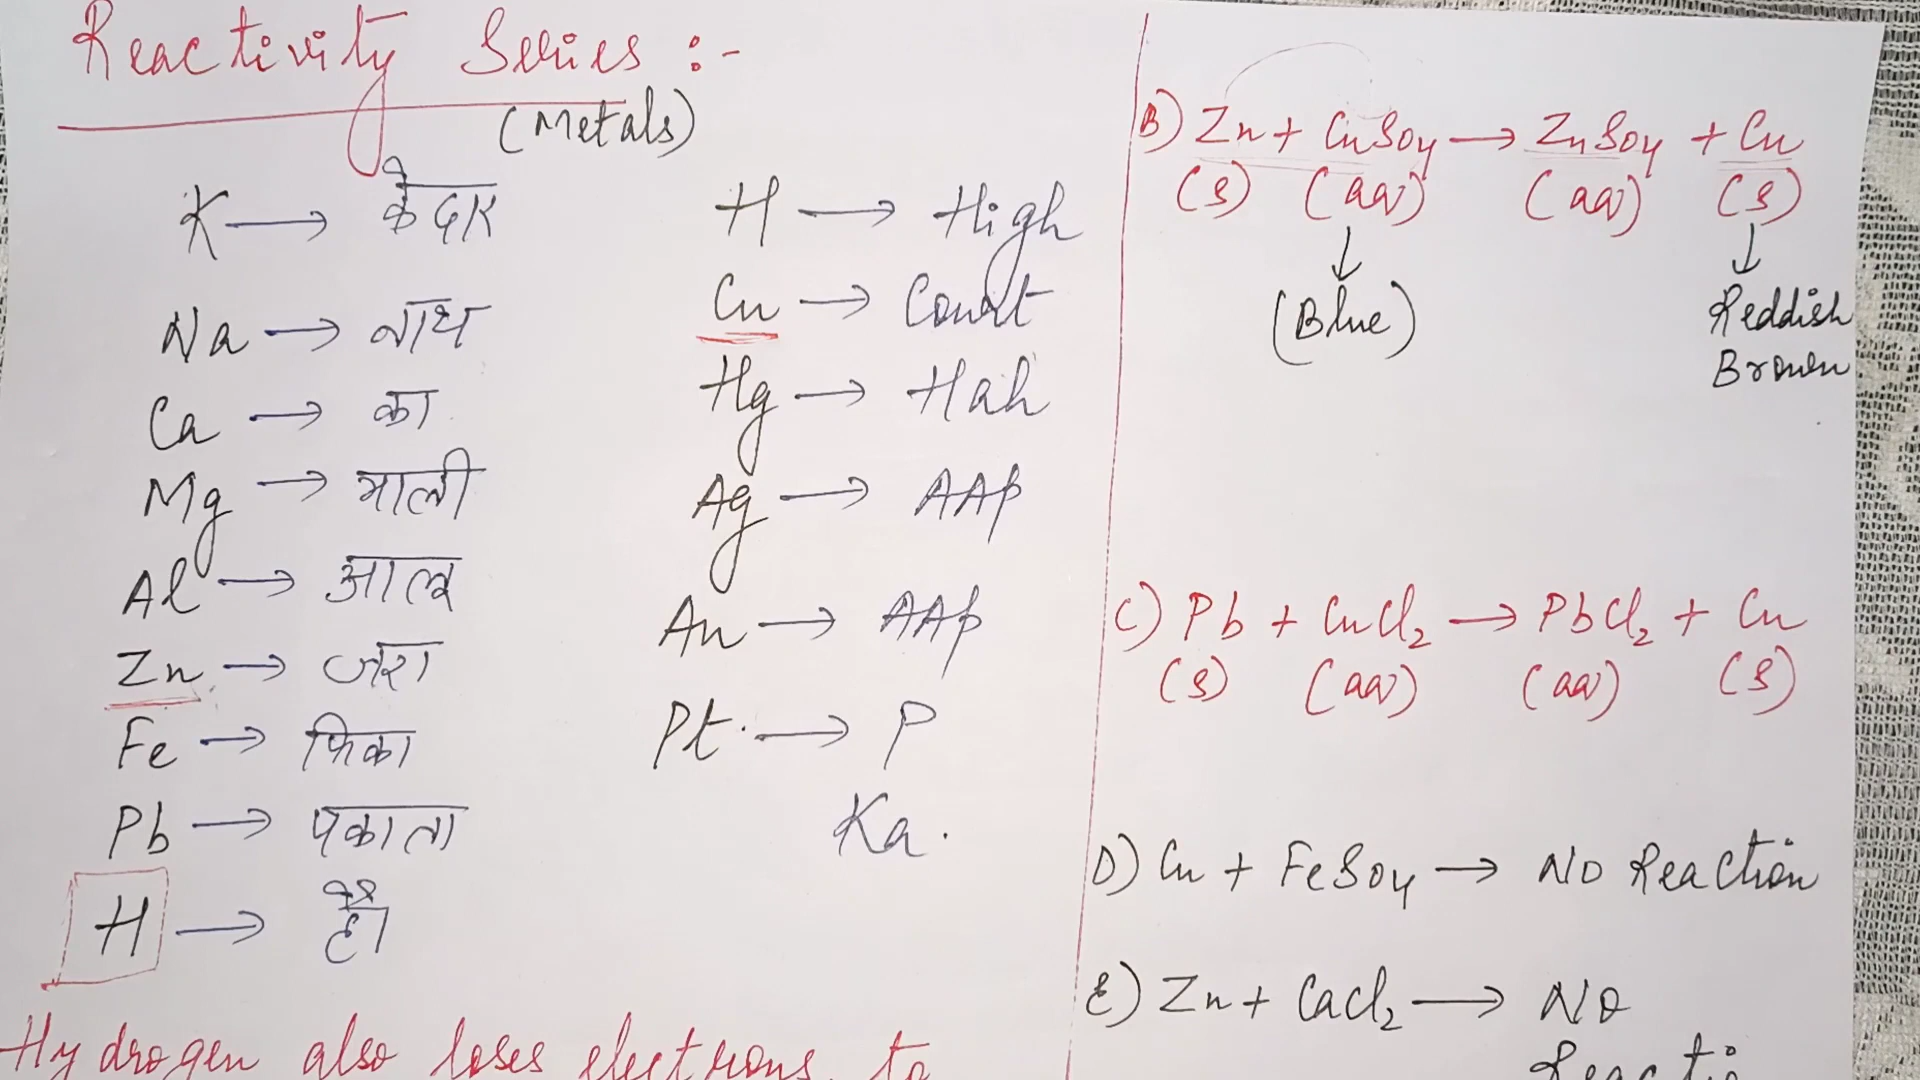 Reactivity Series :-
(Metals)
K → केदार
Na → नाथ
Ca → का
Mg → माली
Al → आलू
Zn → जरा
Fe → फिका
Pb → पकाता
H → है।
Hydrogen also loses electrons to
H → High
Cu → Court
Hg → Hah
Ag → AAp
Au → AAp
Pt. → P
Ka.
B) Zn + CuSO4 → ZnSO4 + Cu
(s) (aq) (aq) (s)
↓ ↓
(Blue) Reddish
Brown
C) Pb + CuCl₂ → PbCl₂ + Cu
(s) (aq) (aq) (s)
D) Cu + FeSO4 → No Reaction
E) Zn + CaCl₂ → No